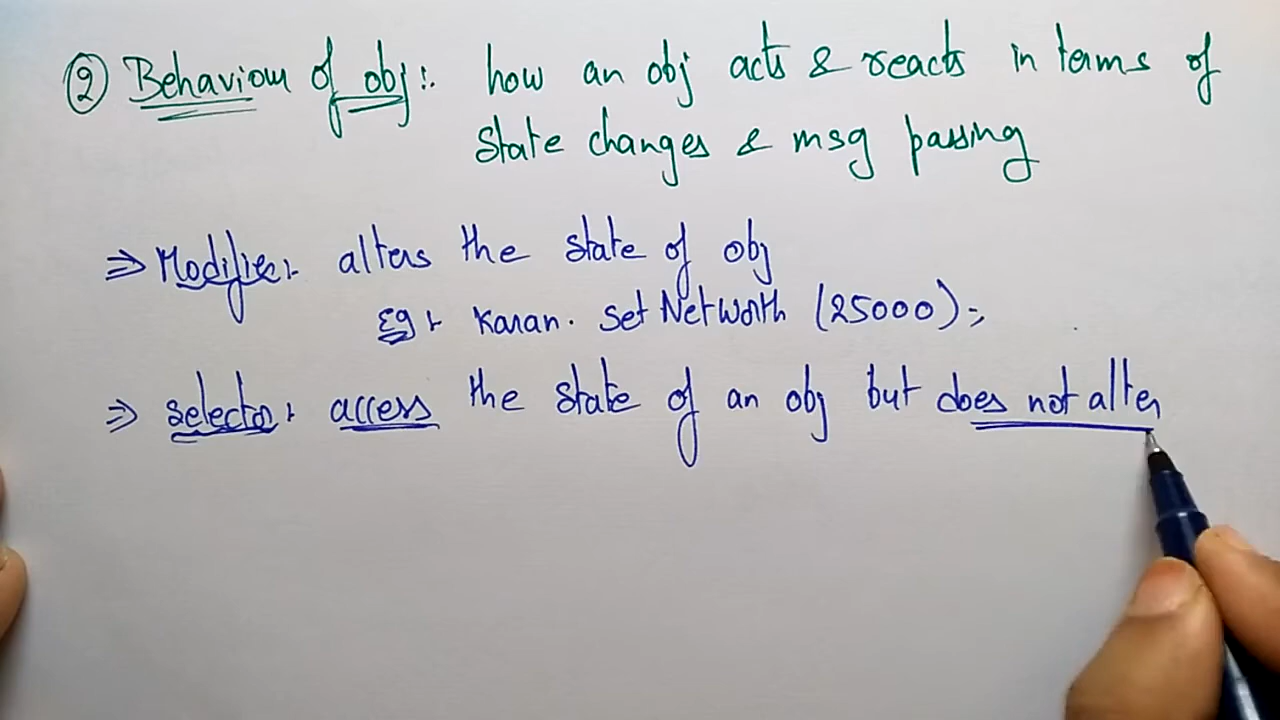 ② Behaviour of obj:- how an obj acts & reacts in terms of
state changes & msg passing
⇒ Modifier:- alters the state of obj
Eg:- Karan. set Networth (25000);
⇒ selector:- access the state of an obj but does not alter